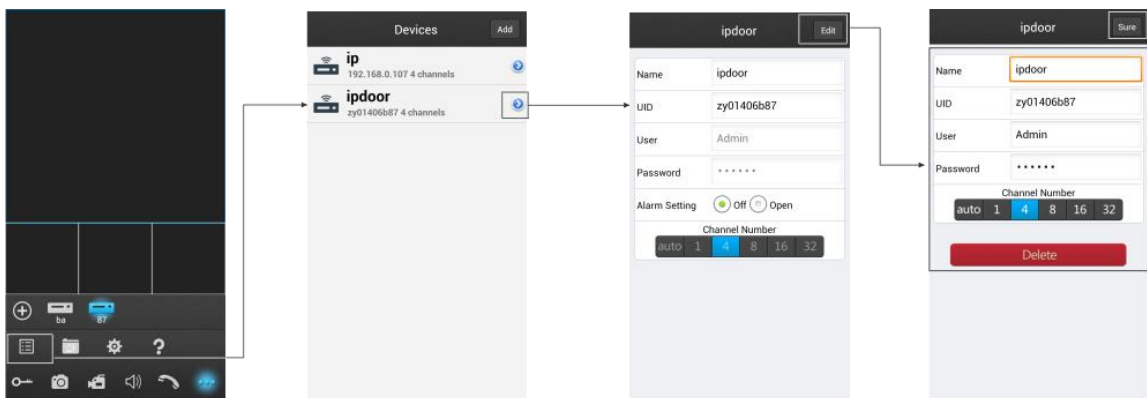 ba
87
?
Devices
Add
ip
192.168.0.107 4 channels
ipdoor
zy01406b87 4 channels
ipdoor
Edit
Name
ipdoor
UID
zy01406b87
User
Admin
Password
Alarm Setting
Off
Open
Channel Number
auto 1 4 8 16 32
ipdoor
Sure
Name
ipdoor
UID
zy01406b87
User
Admin
Password
Channel Number
auto 1 4 8 16 32
Delete